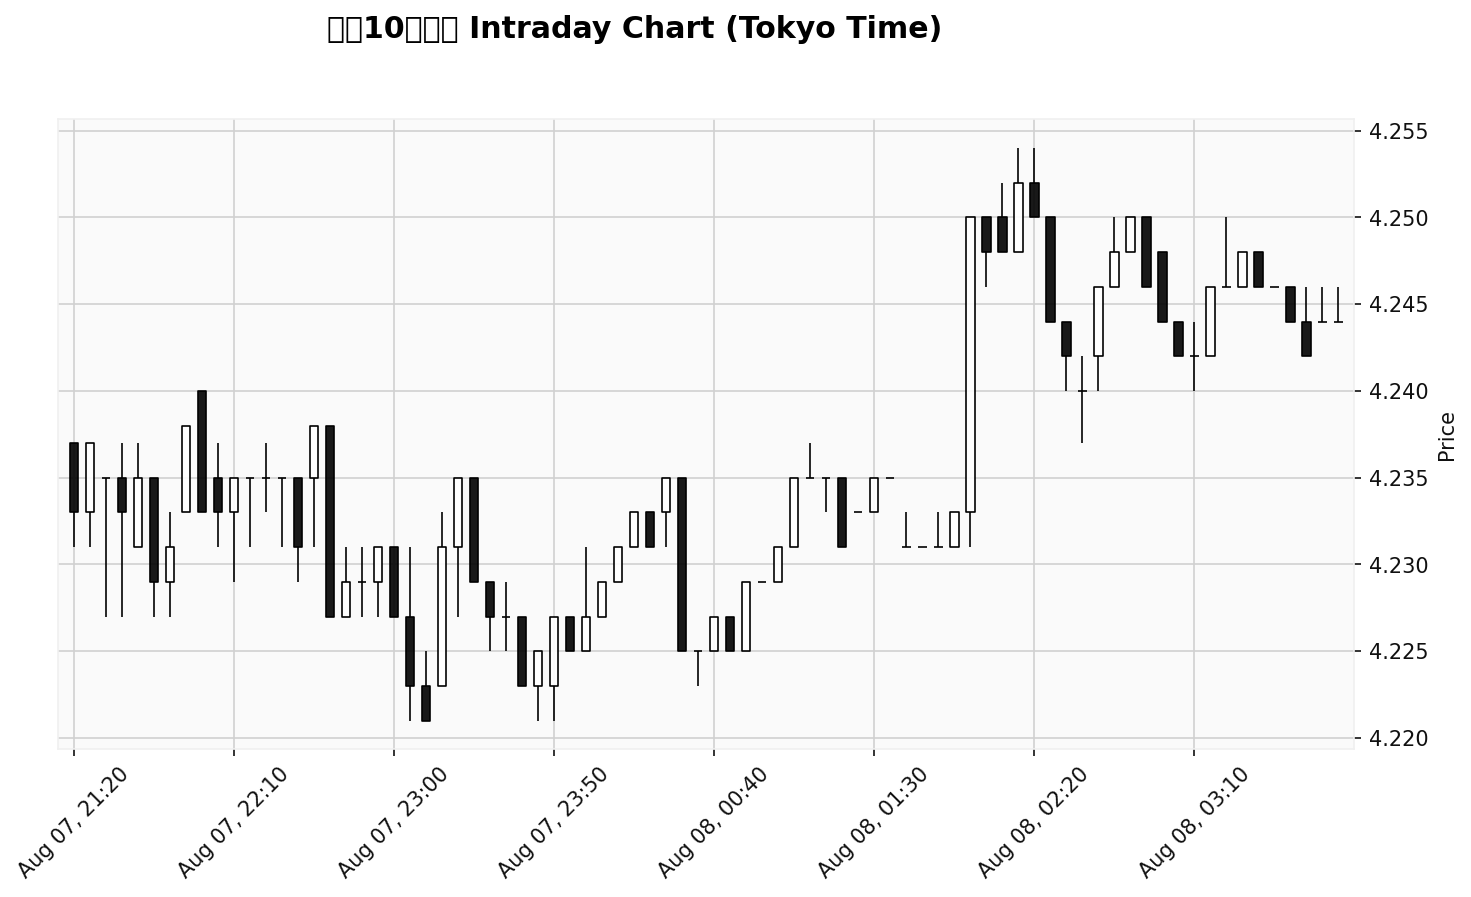 10 Intraday Chart (Tokyo Time)
4.255
4.250
4.245
4.240
4.235
4.230
4.225
4.220
Price
Aug 07, 21:20
Aug 07, 22:10
Aug 07, 23:00
Aug 07, 23:50
Aug 08, 00:40
Aug 08, 01:30
Aug 08, 02:20
Aug 08, 03:10